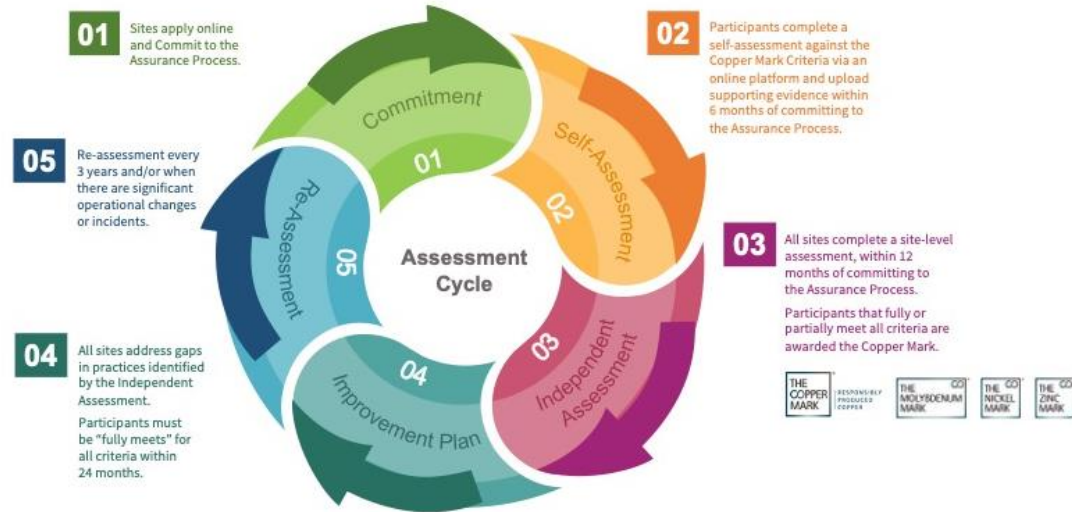 01
Sites apply online
and Commit to the
Assurance Process.
02
Participants complete a
self-assessment against the
Copper Mark Criteria via an
online platform and upload
supporting evidence within
6 months of committing to
the Assurance Process.
03
All sites complete a site-level
assessment, within 12
months of committing to
the Assurance Process.
Participants that fully or
partially meet all criteria are
awarded the Copper Mark.
THE
COPPER
MARK
RESPONSIBLY
PRODUCED
COPPER
THE
MOLYBDENUM
MARK
THE
NICKEL
MARK
THE
ZINC
MARK
04
All sites address gaps
in practices identified
by the Independent
Assessment.
Participants must
be “fully meets” for
all criteria within
24 months.
05
Re-assessment every
3 years and/or when
there are significant
operational changes
or incidents.
Assessment
Cycle
Commitment
01
Self-Assessment
02
Independent
Assessment
03
Improvement Plan
04
Re-Assessment
05